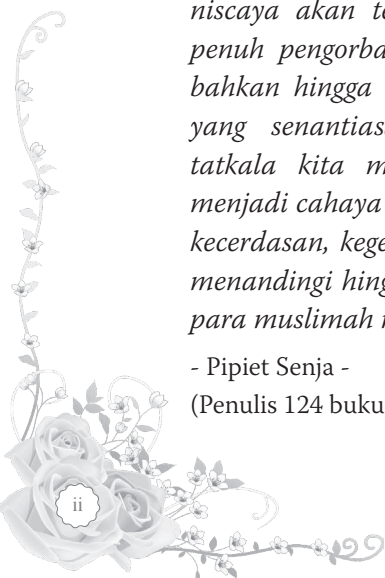 niscaya akan te
penuh pengorba
bahkan hingga
yang senantias
tatkala kita m
menjadi cahaya
kecerdasan, kege
menandingi hing
para muslimah
- Pipiet Senja -
(Penulis 124 buku
ii